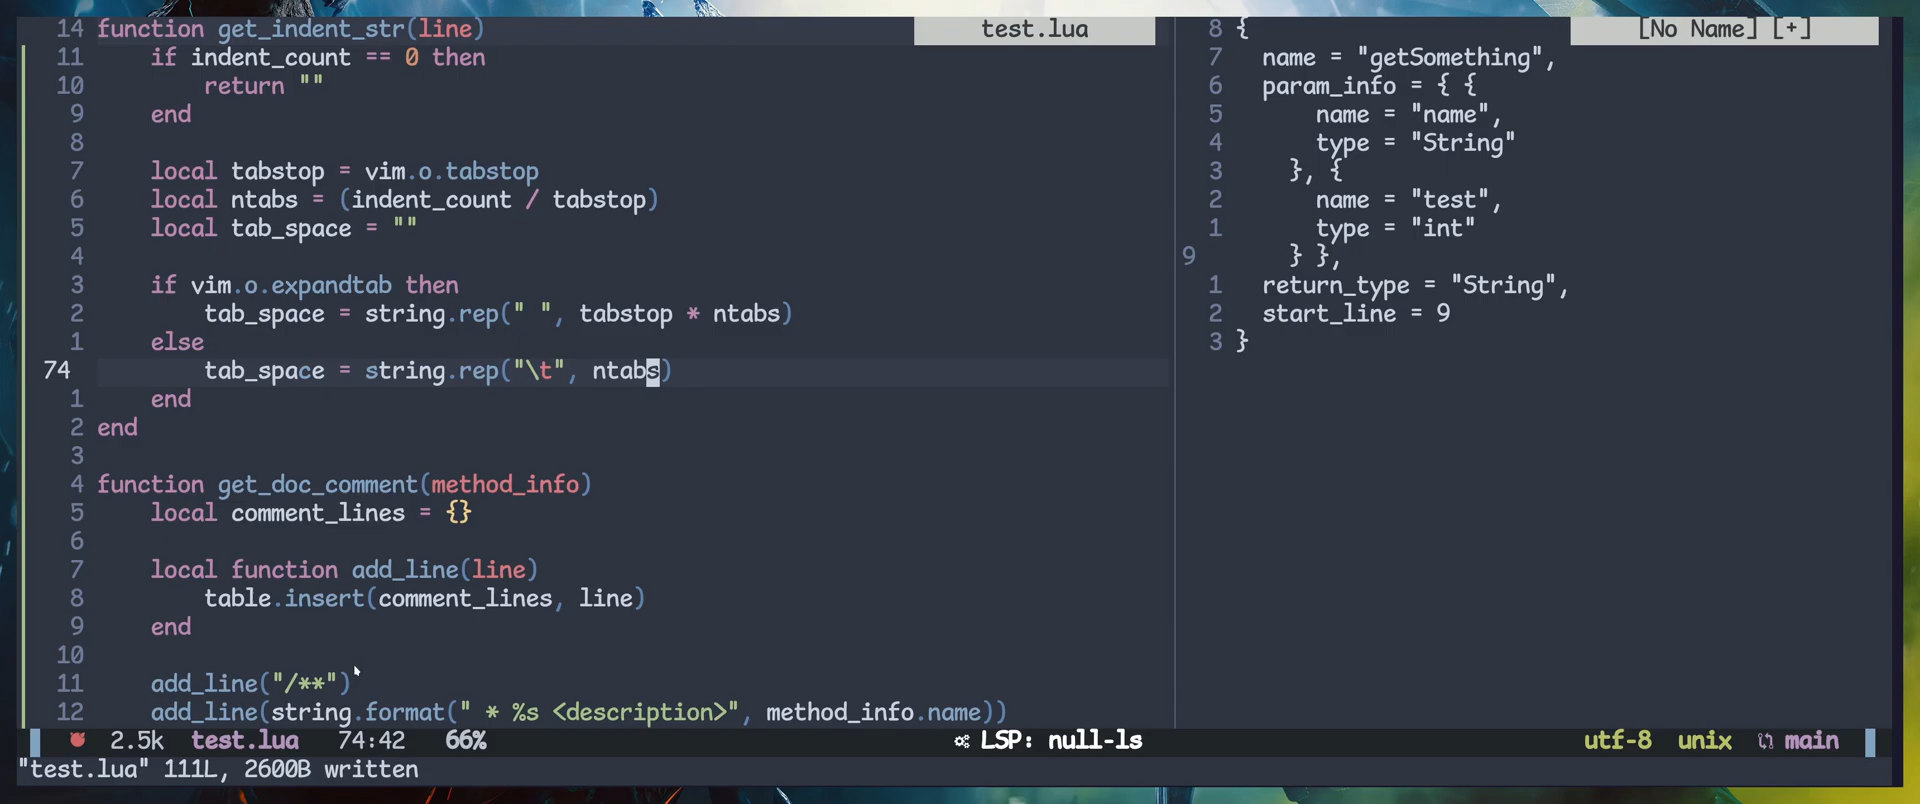 test.lua
14 function get_indent_str(line)
11     if indent_count == 0 then
10         return ""
9     end
8
7     local tabstop = vim.o.tabstop
6     local ntabs = (indent_count / tabstop)
5     local tab_space = ""
4
3     if vim.o.expandtab then
2         tab_space = string.rep(" ", tabstop * ntabs)
1     else
74         tab_space = string.rep("\t", ntabs)
1     end
2 end
3
4 function get_doc_comment(method_info)
5     local comment_lines = {}
6
7     local function add_line(line)
8         table.insert(comment_lines, line)
9     end
10
11     add_line("/**")
12     add_line(string.format(" * %s <description>", method_info.name))
[No Name] [+]
8 {
7   name = "getSomething",
6   param_info = { {
5       name = "name",
4       type = "String"
3     }, {
2       name = "test",
1       type = "int"
9     } },
1   return_type = "String",
2   start_line = 9
3 }
2.5k test.lua 74:42 66% LSP: null-ls utf-8 unix main
"test.lua" 111L, 2600B written